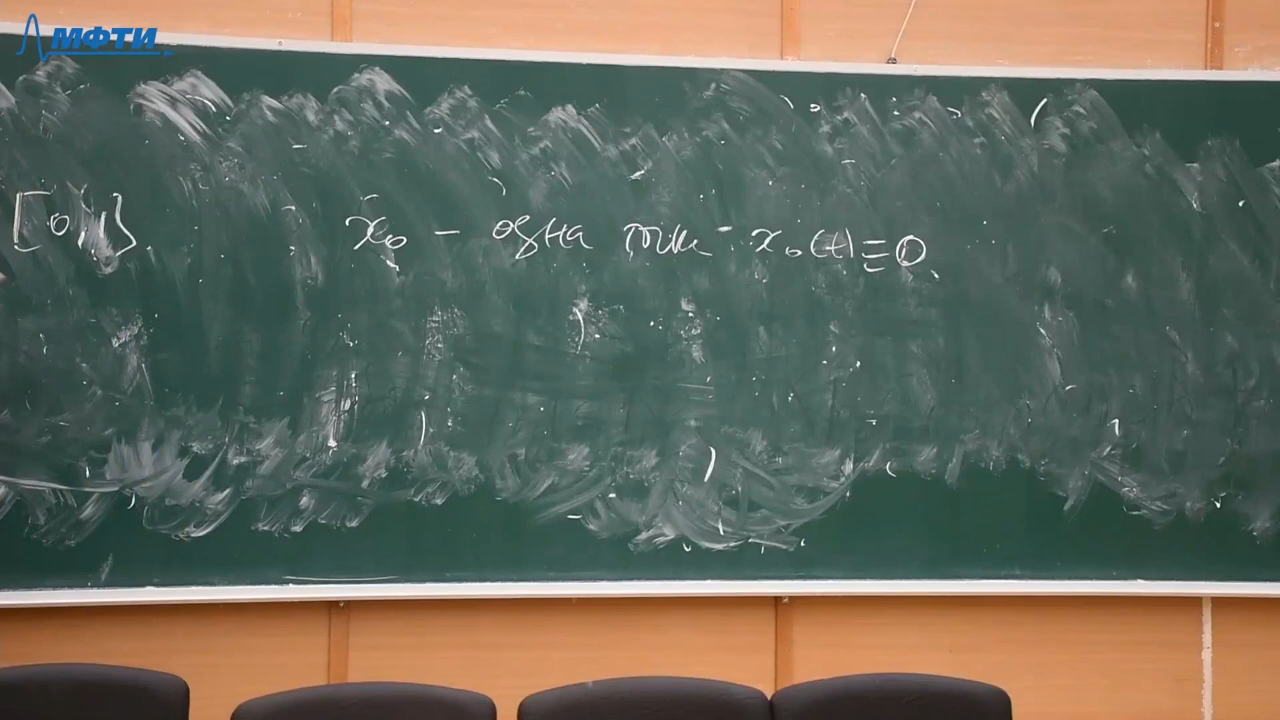 МФТИ
[0,1]. x₀ – одна точка x₀(t)≡0.